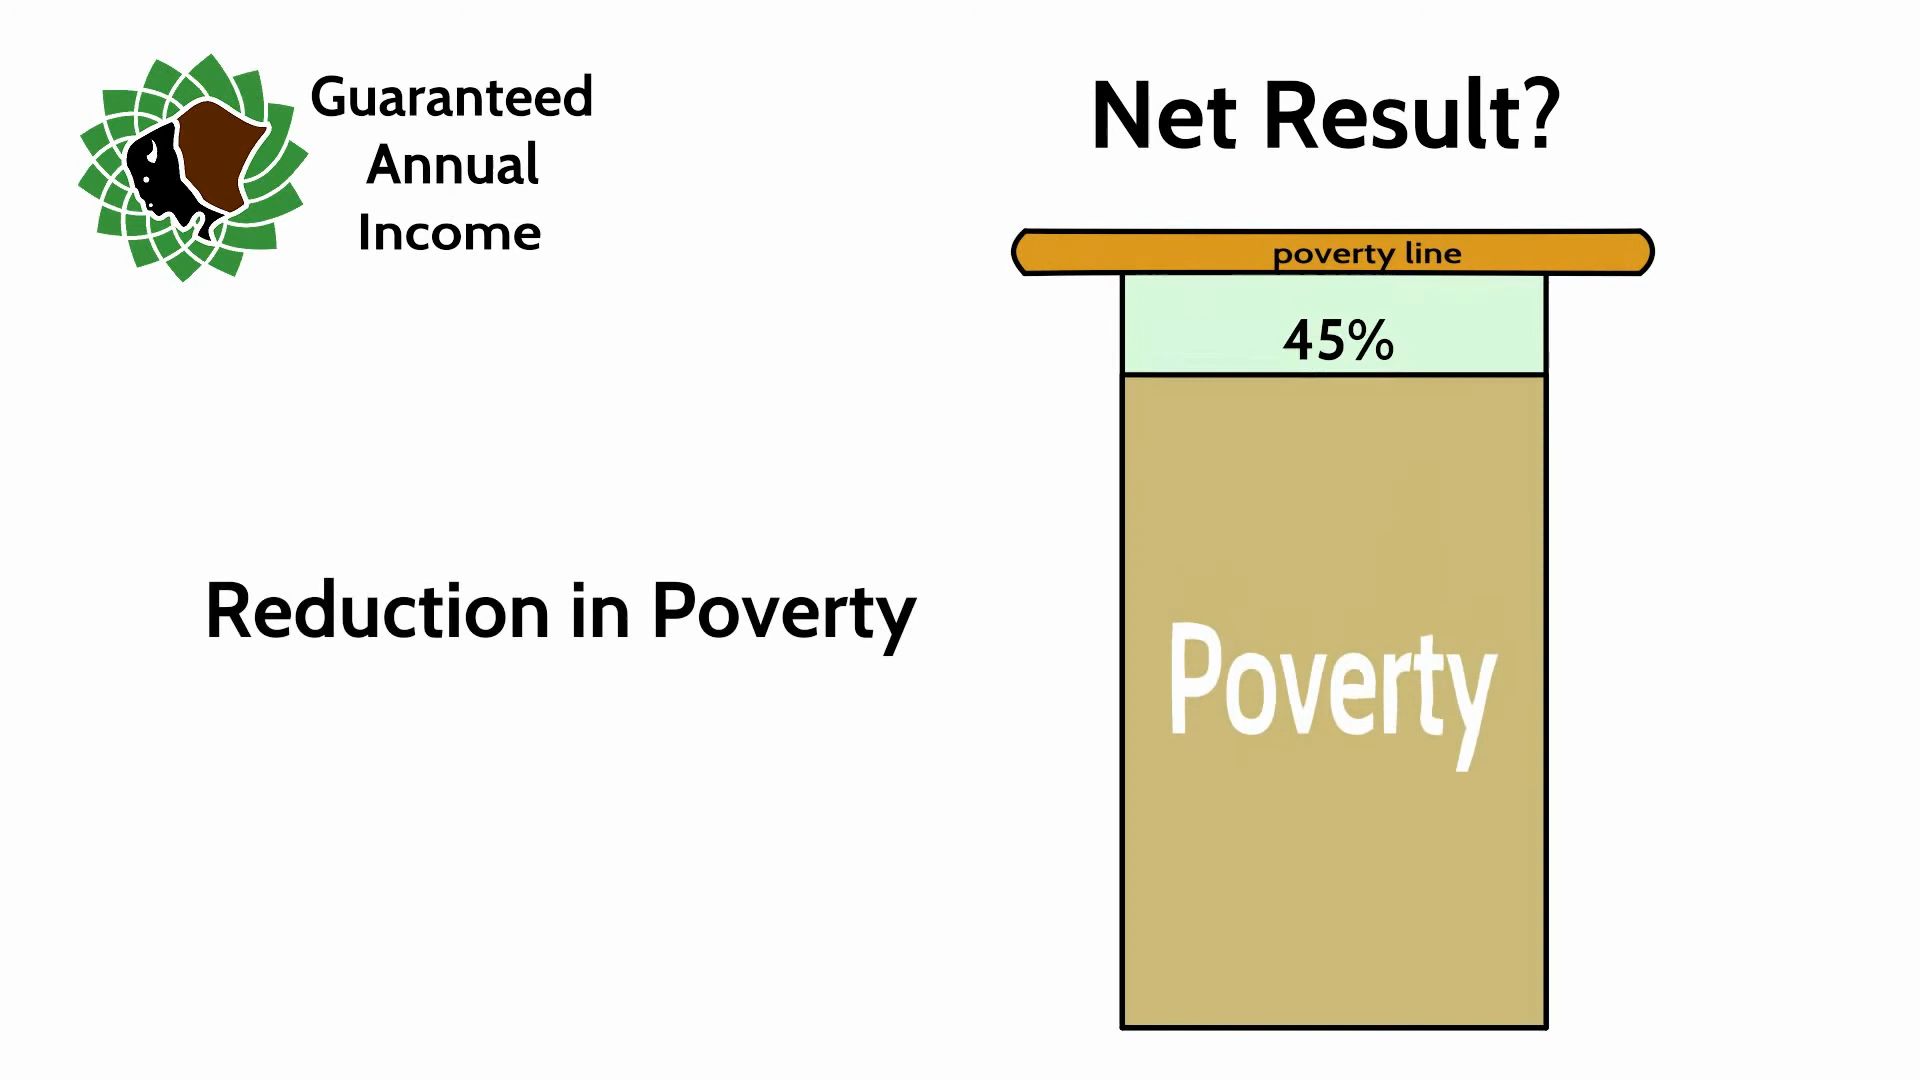 Guaranteed
Annual
Income
Net Result?
poverty line
45%
Reduction in Poverty
Poverty